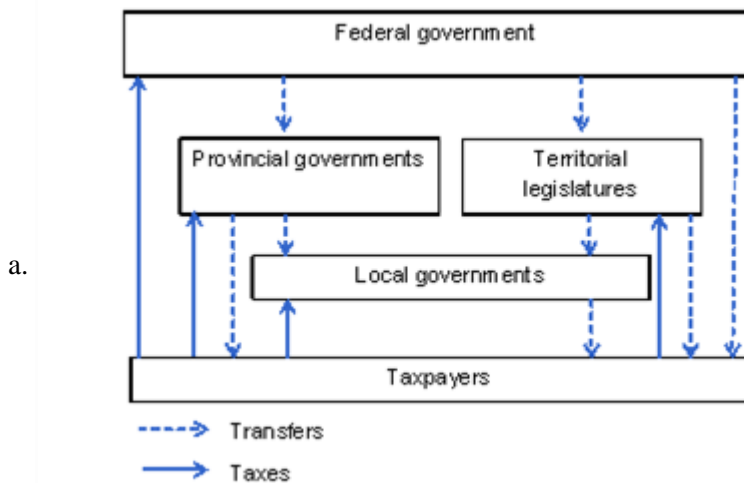 Federal government
Provincial governments
Territorial
legislatures
a.
Local governments
Taxpayers
Transfers
Taxes